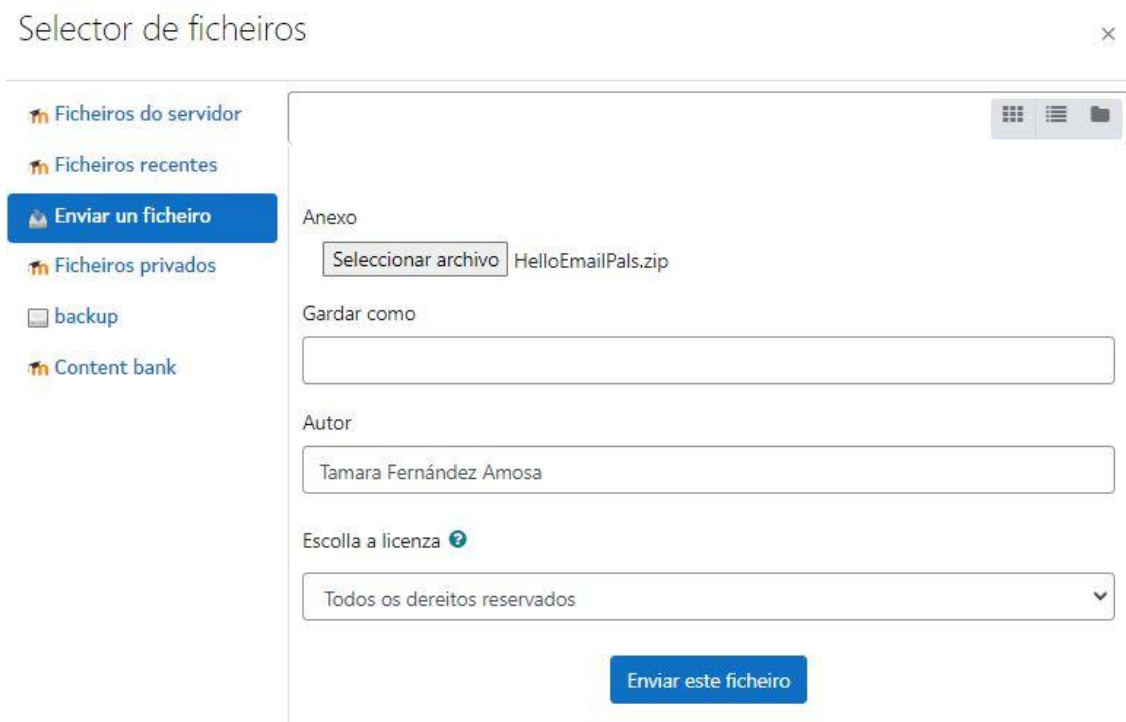 Selector de ficheiros
×
Ficheiros do servidor
Ficheiros recentes
Enviar un ficheiro
Ficheiros privados
backup
Content bank
Anexo
Seleccionar archivo HelloEmailPals.zip
Gardar como
Autor
Tamara Fernández Amosa
Escolla a licenza ?
Todos os dereitos reservados
Enviar este ficheiro